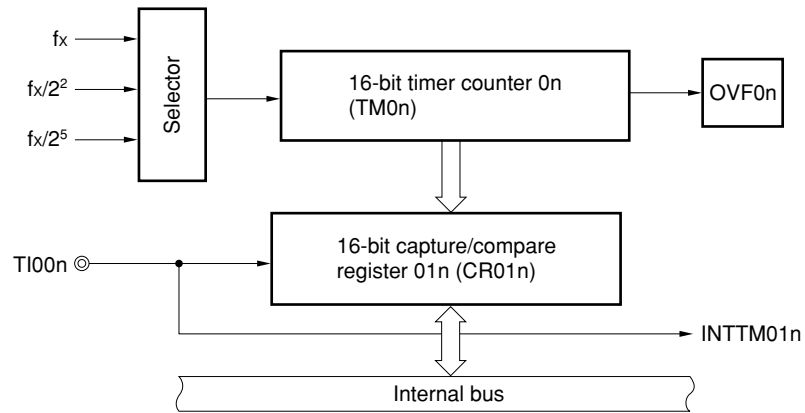 fx
fx/2²
fx/2⁵
Selector
16-bit timer counter 0n
(TM0n)
OVF0n
16-bit capture/compare
register 01n (CR01n)
TI00n
INTTM01n
Internal bus